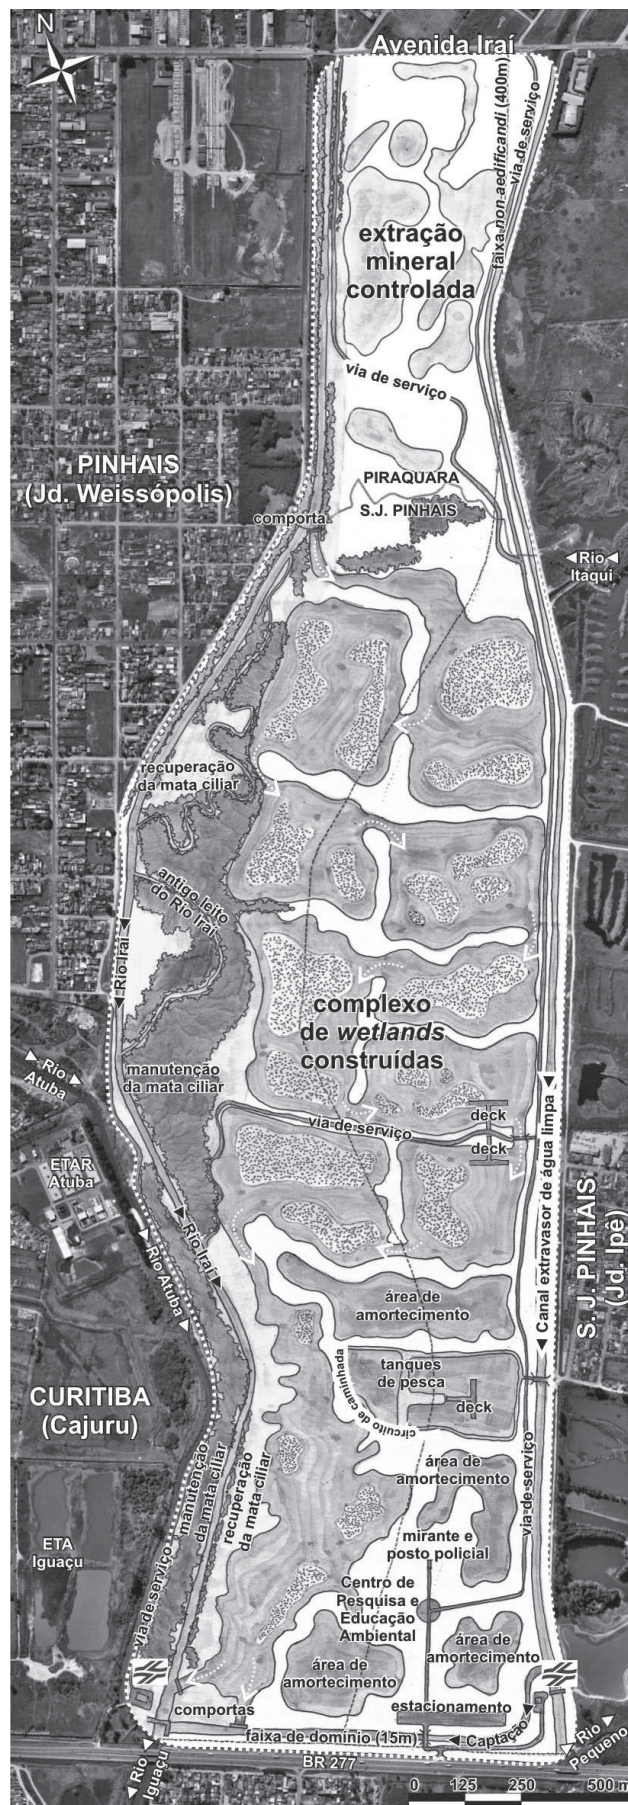 N
Avenida Iraí
faixa non aedificandi (400m)
via de serviço
extração
mineral
controlada
via de serviço
PINHAIS
(Jd. Weissópolis)
PIRAQUARA
S.J. PINHAIS
comporta
Rio
Itaqui
recuperação
da mata ciliar
antigo leito
do Rio Iraí
Rio Iraí
complexo
de wetlands
construídas
manutenção
da mata ciliar
Rio
Atuba
deck
via de serviço
deck
ETAR
Atuba
Rio Atuba
Rio Iraí
Canal extravasor de água limpa
S. J. PINHAIS
(Jd. Ipê)
área de
amortecimento
tanques
de pesca
deck
circuito de caminhada
CURITIBA
(Cajuru)
manutenção
da mata ciliar
recuperação
da mata ciliar
área de
amortecimento
via de serviço
ETA
Iguaçu
via de serviço
mirante e
posto policial
Centro de
Pesquisa e
Educação
Ambiental
área de
amortecimento
área de
amortecimento
comportas
estacionamento
Captação
faixa de domínio (15m)
Rio
Pequeno
Rio
Iguaçu
BR 277
0 125 250 500 m